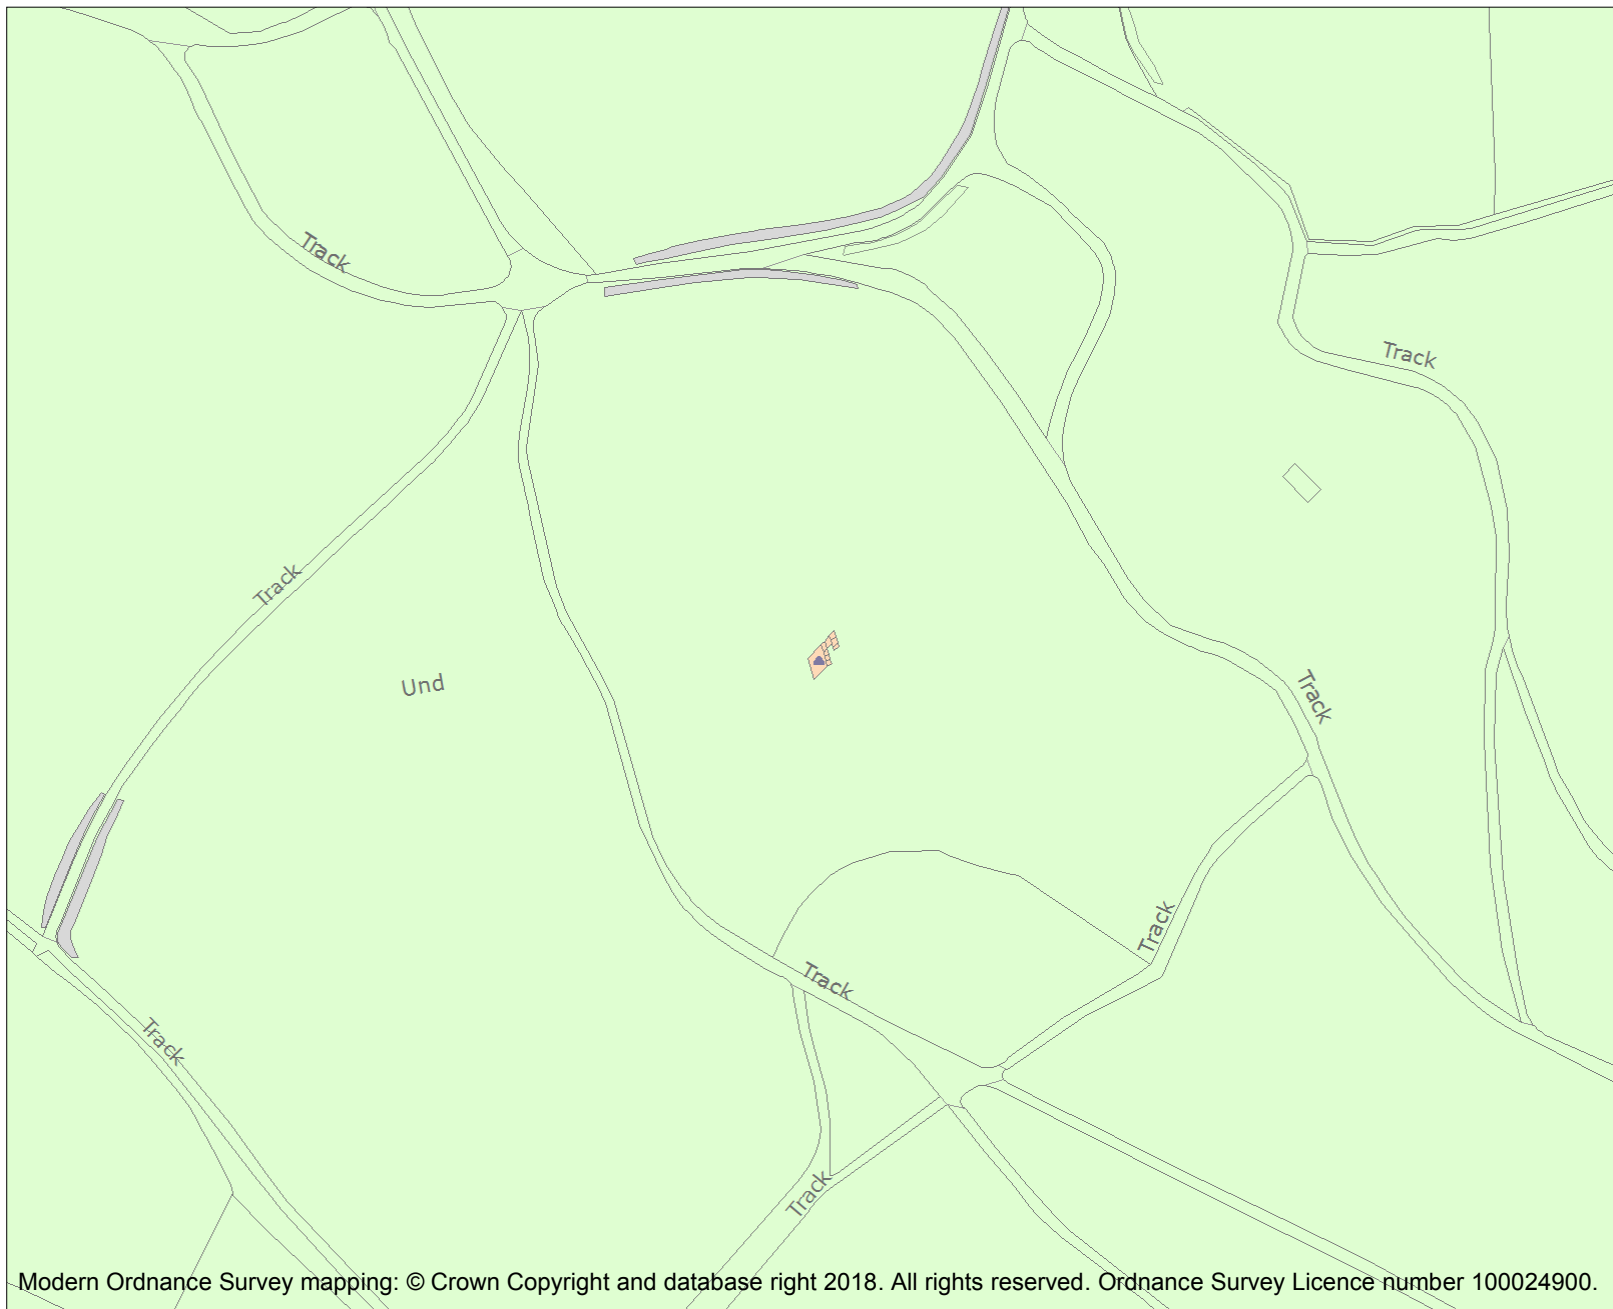 Track
Track
Track
Und
Track
Track
Track
Track
Track
Modern Ordnance Survey mapping: © Crown Copyright and database right 2018. All rights reserved. Ordnance Survey Licence number 100024900.